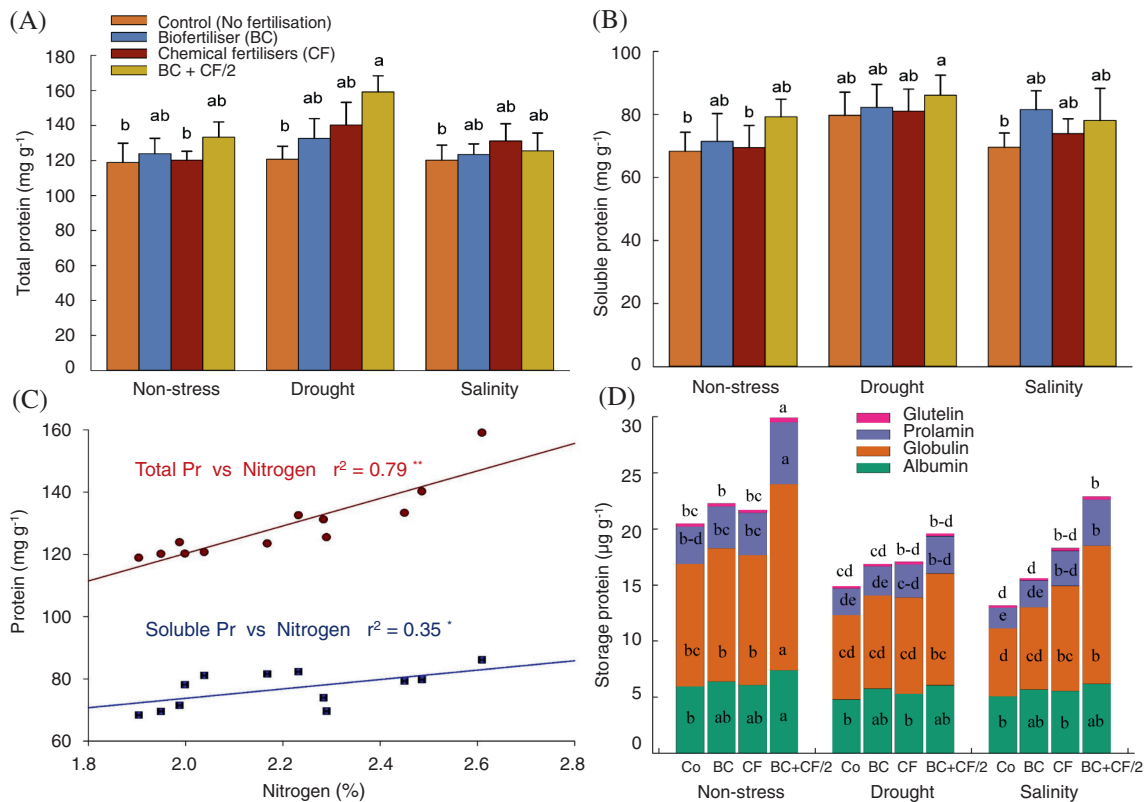 (A)
Control (No fertilisation)
Biofertiliser (BC)
Chemical fertilisers (CF)
BC + CF/2
Total protein (mg g⁻¹)
180
160
140
120
100
80
60
40
20
0
b
ab
b
ab
b
ab
ab
a
b
ab
ab
ab
Non-stress
Drought
Salinity
(B)
Soluble protein (mg g⁻¹)
100
80
60
40
20
0
b
ab
b
ab
ab
ab
ab
a
b
ab
ab
ab
Non-stress
Drought
Salinity
(C)
Protein (mg g⁻¹)
160
140
120
100
80
60
Total Pr vs Nitrogen r² = 0.79 **
Soluble Pr vs Nitrogen r² = 0.35 *
1.8 2.0 2.2 2.4 2.6 2.8
Nitrogen (%)
(D)
Glutelin
Prolamin
Globulin
Albumin
Storage protein (µg g⁻¹)
30
25
20
15
10
5
0
bc b bc a
b-d bc bc a
bc b b a
b ab ab a
cd cd b-d b-d
de de c-d b-d
cd cd cd bc
b ab b ab
d d b-d b
e de b-d b
d cd bc b
b ab b ab
Co BC CF BC+CF/2 Co BC CF BC+CF/2 Co BC CF BC+CF/2
Non-stress Drought Salinity